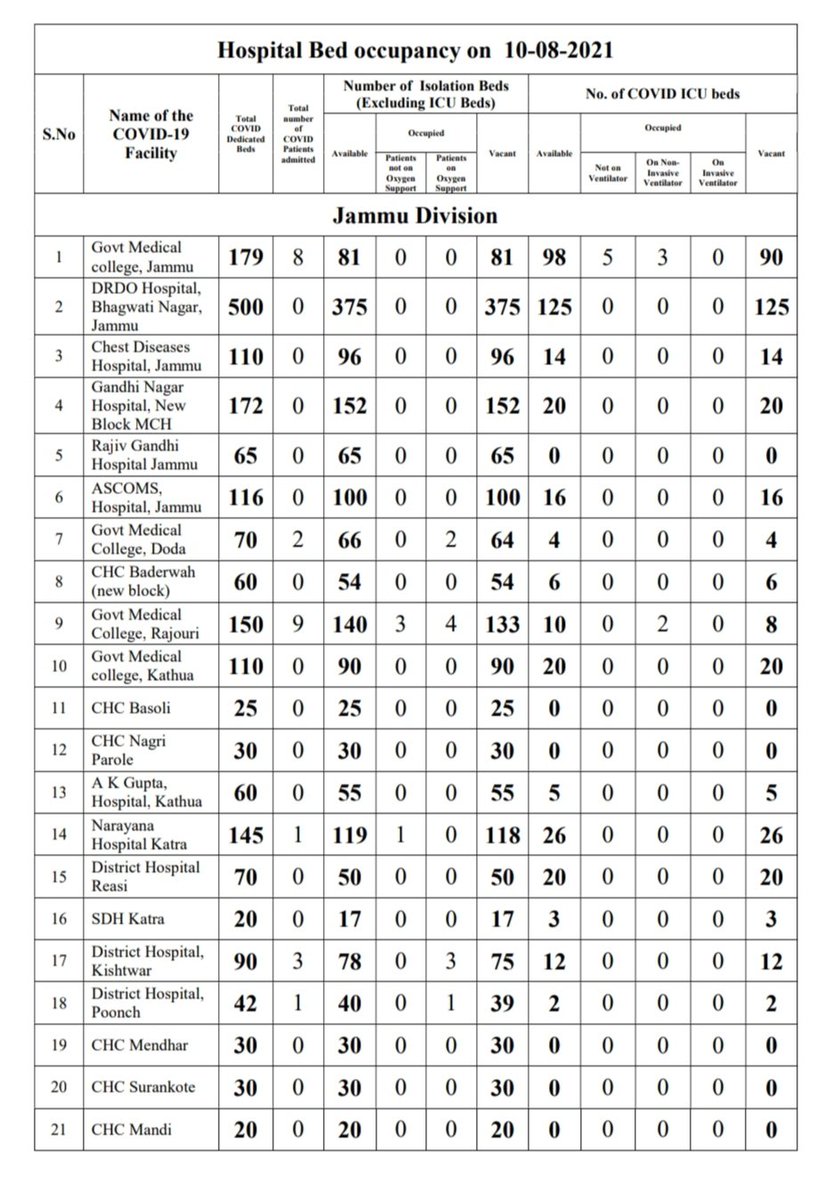 Hospital Bed occupancy on 10-08-2021
S.No
Name of the
COVID-19
Facility
Total
COVID
Dedicated
Beds
Total
number
of
COVID
Patients
admitted
Number of Isolation Beds
(Excluding ICU Beds)
No. of COVID ICU beds
Available
Occupied
Patients
not on
Oxygen
Support
Patients
on
Oxygen
Support
Vacant
Available
Occupied
Not on
Ventilator
On Non-
Invasive
Ventilator
On
Invasive
Ventilator
Vacant
Jammu Division
1 Govt Medical
college, Jammu 179 8 81 0 0 81 98 5 3 0 90
2 DRDO Hospital,
Bhagwati Nagar,
Jammu 500 0 375 0 0 375 125 0 0 0 125
3 Chest Diseases
Hospital, Jammu 110 0 96 0 0 96 14 0 0 0 14
4 Gandhi Nagar
Hospital, New
Block MCH 172 0 152 0 0 152 20 0 0 0 20
5 Rajiv Gandhi
Hospital Jammu 65 0 65 0 0 65 0 0 0 0 0
6 ASCOMS,
Hospital, Jammu 116 0 100 0 0 100 16 0 0 0 16
7 Govt Medical
College, Doda 70 2 66 0 2 64 4 0 0 0 4
8 CHC Baderwah
(new block) 60 0 54 0 0 54 6 0 0 0 6
9 Govt Medical
College, Rajouri 150 9 140 3 4 133 10 0 2 0 8
10 Govt Medical
college, Kathua 110 0 90 0 0 90 20 0 0 0 20
11 CHC Basoli 25 0 25 0 0 25 0 0 0 0 0
12 CHC Nagri
Parole 30 0 30 0 0 30 0 0 0 0 0
13 A K Gupta,
Hospital, Kathua 60 0 55 0 0 55 5 0 0 0 5
14 Narayana
Hospital Katra 145 1 119 1 0 118 26 0 0 0 26
15 District Hospital
Reasi 70 0 50 0 0 50 20 0 0 0 20
16 SDH Katra 20 0 17 0 0 17 3 0 0 0 3
17 District Hospital,
Kishtwar 90 3 78 0 3 75 12 0 0 0 12
18 District Hospital,
Poonch 42 1 40 0 1 39 2 0 0 0 2
19 CHC Mendhar 30 0 30 0 0 30 0 0 0 0 0
20 CHC Surankote 30 0 30 0 0 30 0 0 0 0 0
21 CHC Mandi 20 0 20 0 0 20 0 0 0 0 0